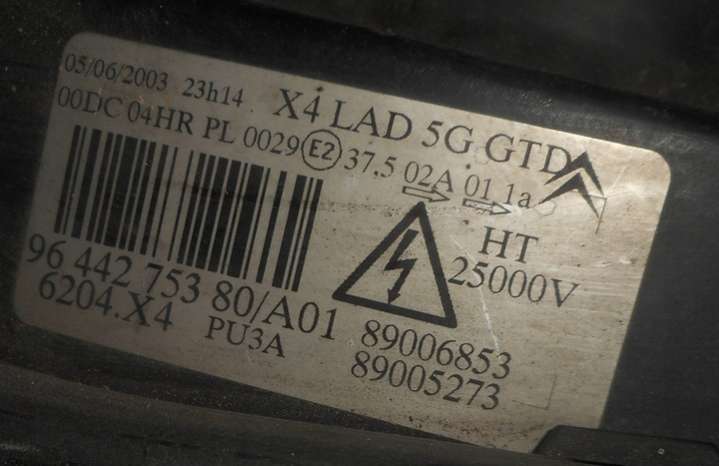 05/06/2003 23h14 X4 LAD 5G GTD
00DC 04HR PL 0029 E2 37,5 02A 01 1a
HT
25000V
96 442 753 80/A01
6204.X4 PU3A
89006853
89005273